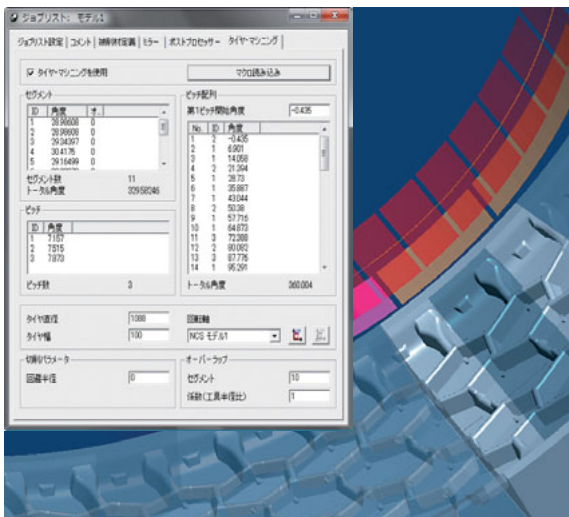 ジョブリスト: モデル1
ジョブリスト設定 | コメント | 被削材定義 | ミラー | ポストプロセッサー タイヤ・マシニング
タイヤ・マシニングを使用
マクロ読み込み
セグメント
ID 角度 オ..
1 28.98608 0
2 28.98608 0
3 29.34397 0
4 30.4175 0
5 29.16499 0
セグメント数 11
トータル角度 329.58246
ピッチ
ID 角度
1 7.157
2 7.515
3 7.873
ピッチ数 3
ピッチ配列
第1ピッチ開始角度 -0.435
No. ID 角度
1 2 -0.435
2 1 6.901
3 1 14.058
4 2 21.394
5 1 28.73
6 1 35.887
7 1 43.044
8 2 50.38
9 1 57.716
10 1 64.873
11 3 72.388
12 2 80.082
13 3 87.776
14 1 95.291
トータル角度 360.004
タイヤ直径 1088
タイヤ幅 100
回転軸
NCS モデル1
切削パラメータ
回避半径 0
オーバーラップ
セグメント 10
係数(工具半径比) 1